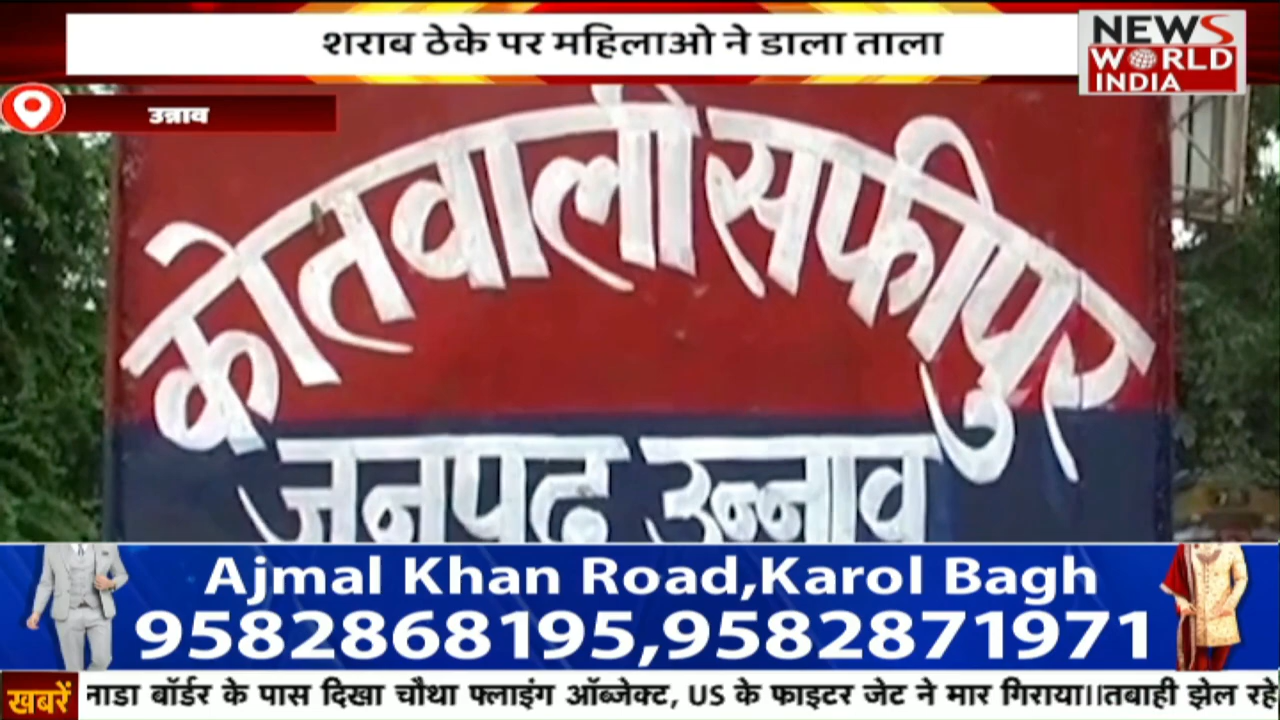 शराब ठेके पर महिलाओ ने डाला ताला
NEWS
WORLD
INDIA
उन्नाव
कोतवाली सफीपुर
जनपद उन्नाव
Ajmal Khan Road,Karol Bagh
9582868195,9582871971
खबरें
नाडा बॉर्डर के पास दिखा चौथा फ्लाइंग ऑब्जेक्ट, US के फाइटर जेट ने मार गिराया।।तबाही झेल रहे